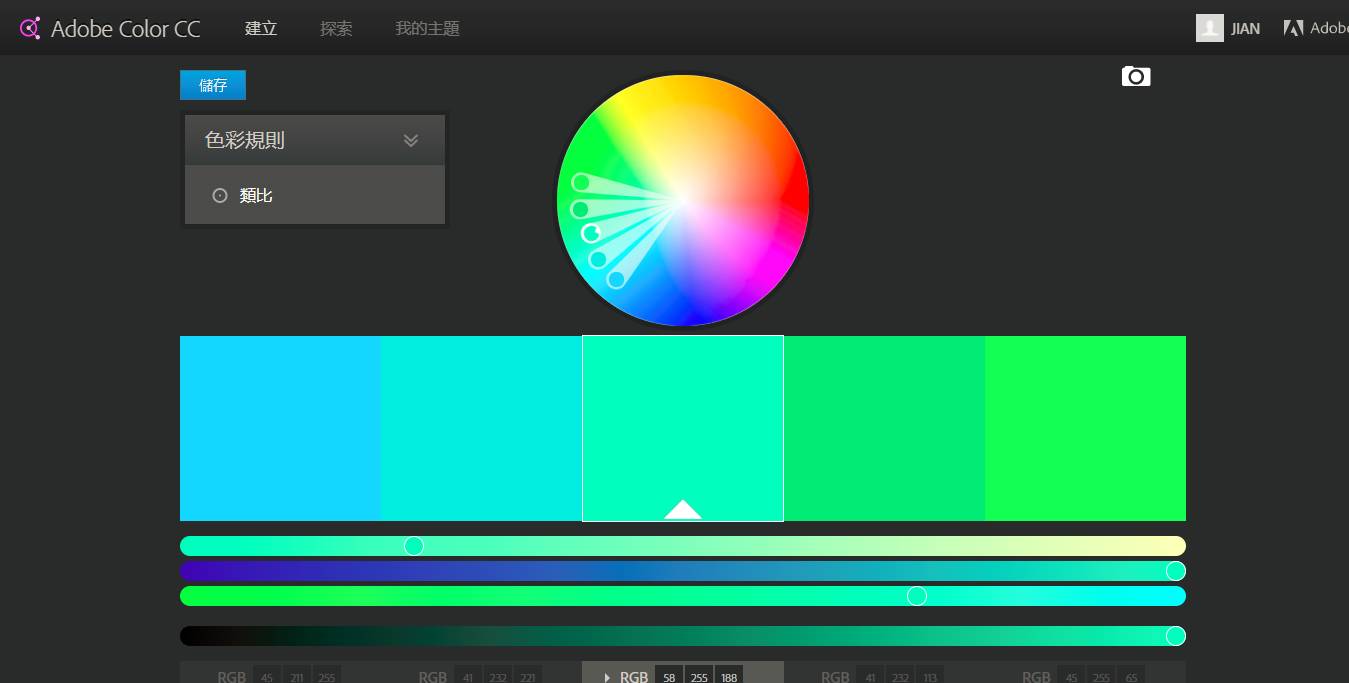 Adobe Color CC 建立 探索 我的主題 JIAN Adobe
儲存
色彩規則
類比
RGB 45 211 255 RGB 41 232 221 RGB 58 255 188 RGB 41 232 113 RGB 45 255 65